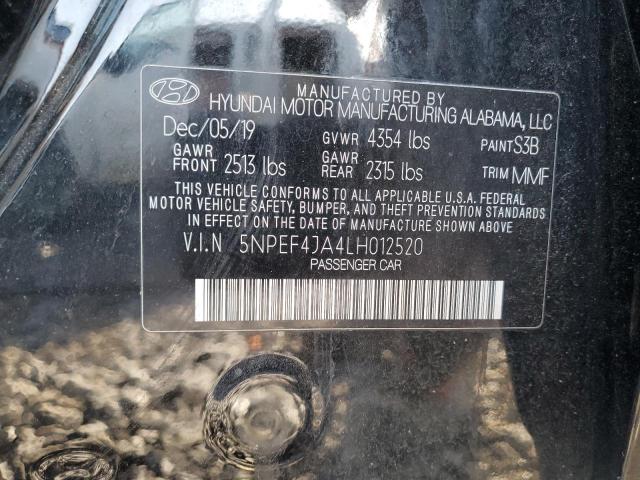 MANUFACTURED BY
HYUNDAI MOTOR MANUFACTURING ALABAMA, LLC
Dec/05/19 GVWR 4354 lbs PAINT S3B
GAWR FRONT 2513 lbs GAWR REAR 2315 lbs TRIM MMF
THIS VEHICLE CONFORMS TO ALL APPLICABLE U.S.A. FEDERAL
MOTOR VEHICLE SAFETY, BUMPER, AND THEFT PREVENTION STANDARDS
IN EFFECT ON THE DATE OF MANUFACTURE SHOWN ABOVE
V.I.N 5NPEF4JA4LH012520
PASSENGER CAR